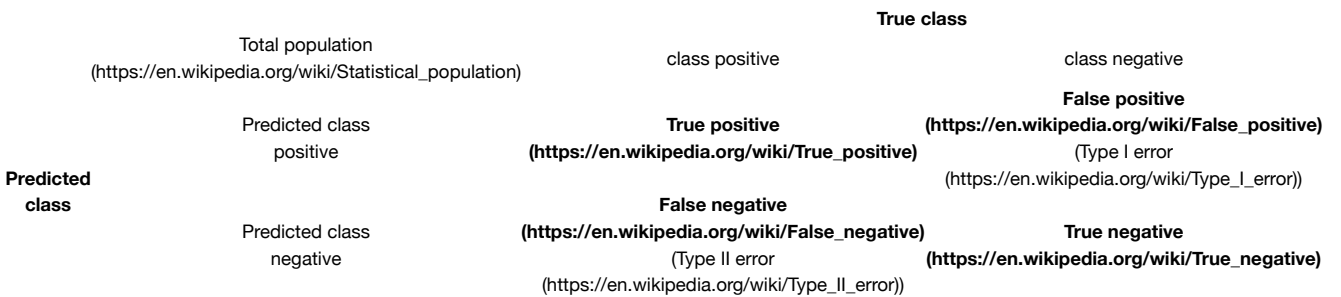 True class
Total population
(https://en.wikipedia.org/wiki/Statistical_population)
class positive
class negative
Predicted class
positive
True positive
(https://en.wikipedia.org/wiki/True_positive)
False positive
(https://en.wikipedia.org/wiki/False_positive)
(Type I error
(https://en.wikipedia.org/wiki/Type_I_error))
Predicted
class
Predicted class
negative
False negative
(https://en.wikipedia.org/wiki/False_negative)
(Type II error
(https://en.wikipedia.org/wiki/Type_II_error))
True negative
(https://en.wikipedia.org/wiki/True_negative)